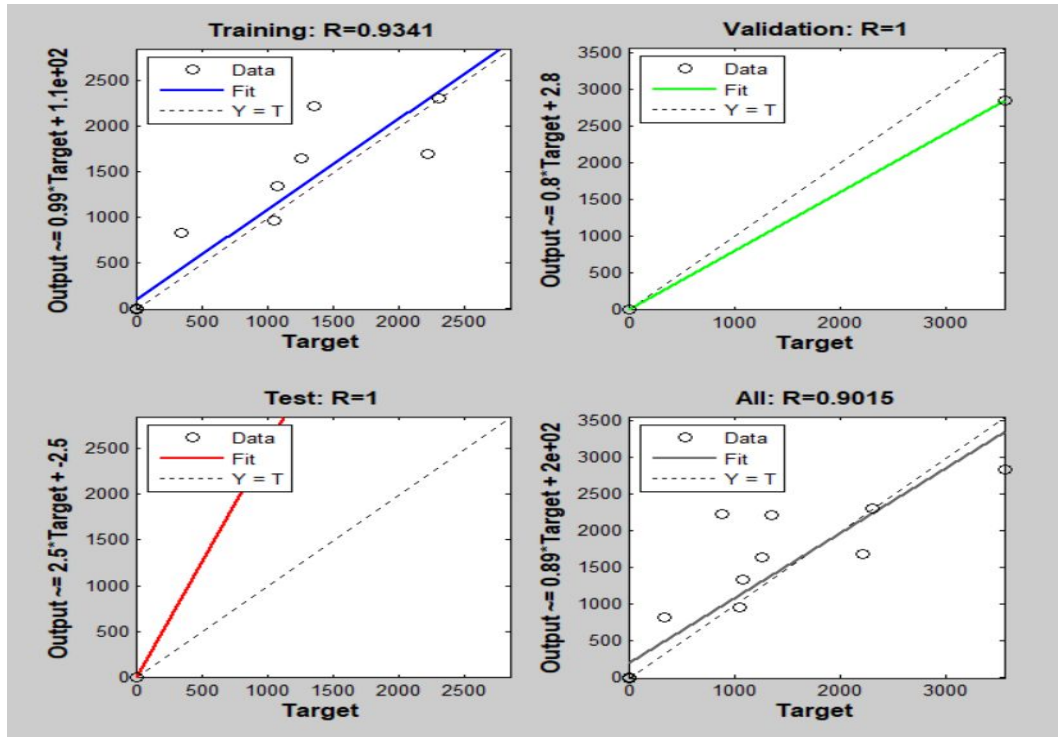 Training: R=0.9341
Output ~= 0.99*Target + 1.1e+02
2500
2000
1500
1000
500
0
Data
Fit
Y = T
0 500 1000 1500 2000 2500
Target
Validation: R=1
Output ~= 0.8*Target + 2.8
3500
3000
2500
2000
1500
1000
500
0
Data
Fit
Y = T
0 1000 2000 3000
Target
Test: R=1
Output ~= 2.5*Target + -2.5
2500
2000
1500
1000
500
0
Data
Fit
Y = T
0 500 1000 1500 2000 2500
Target
All: R=0.9015
Output ~= 0.89*Target + 2e+02
3500
3000
2500
2000
1500
1000
500
0
Data
Fit
Y = T
0 1000 2000 3000
Target